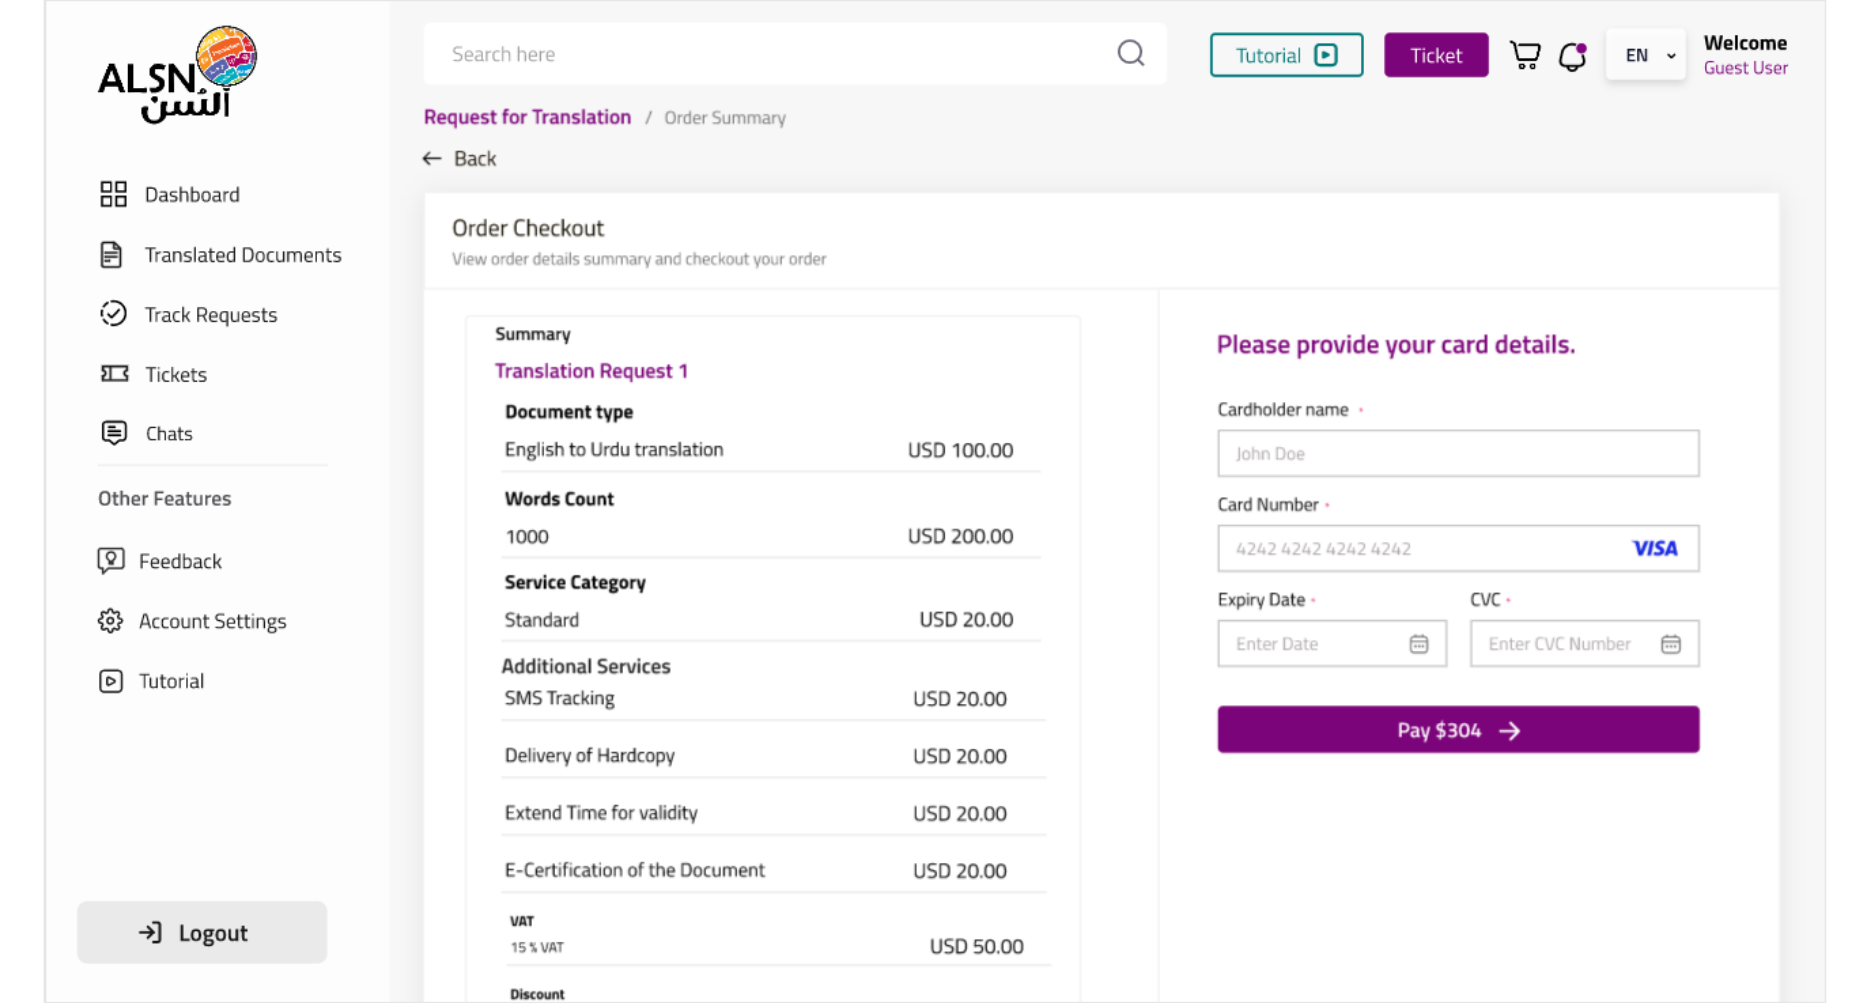 ALSN
ألسن
Dashboard
Translated Documents
Track Requests
Tickets
Chats
Other Features
Feedback
Account Settings
Tutorial
Logout
Search here
Tutorial
Ticket
EN
Welcome
Guest User
Request for Translation / Order Summary
← Back
Order Checkout
View order details summary and checkout your order
Summary
Translation Request 1
Document type
English to Urdu translation USD 100.00
Words Count
1000 USD 200.00
Service Category
Standard USD 20.00
Additional Services
SMS Tracking USD 20.00
Delivery of Hardcopy USD 20.00
Extend Time for validity USD 20.00
E-Certification of the Document USD 20.00
VAT
15 % VAT USD 50.00
Discount
Please provide your card details.
Cardholder name
John Doe
Card Number
4242 4242 4242 4242 VISA
Expiry Date CVC
Enter Date Enter CVC Number
Pay $304 →